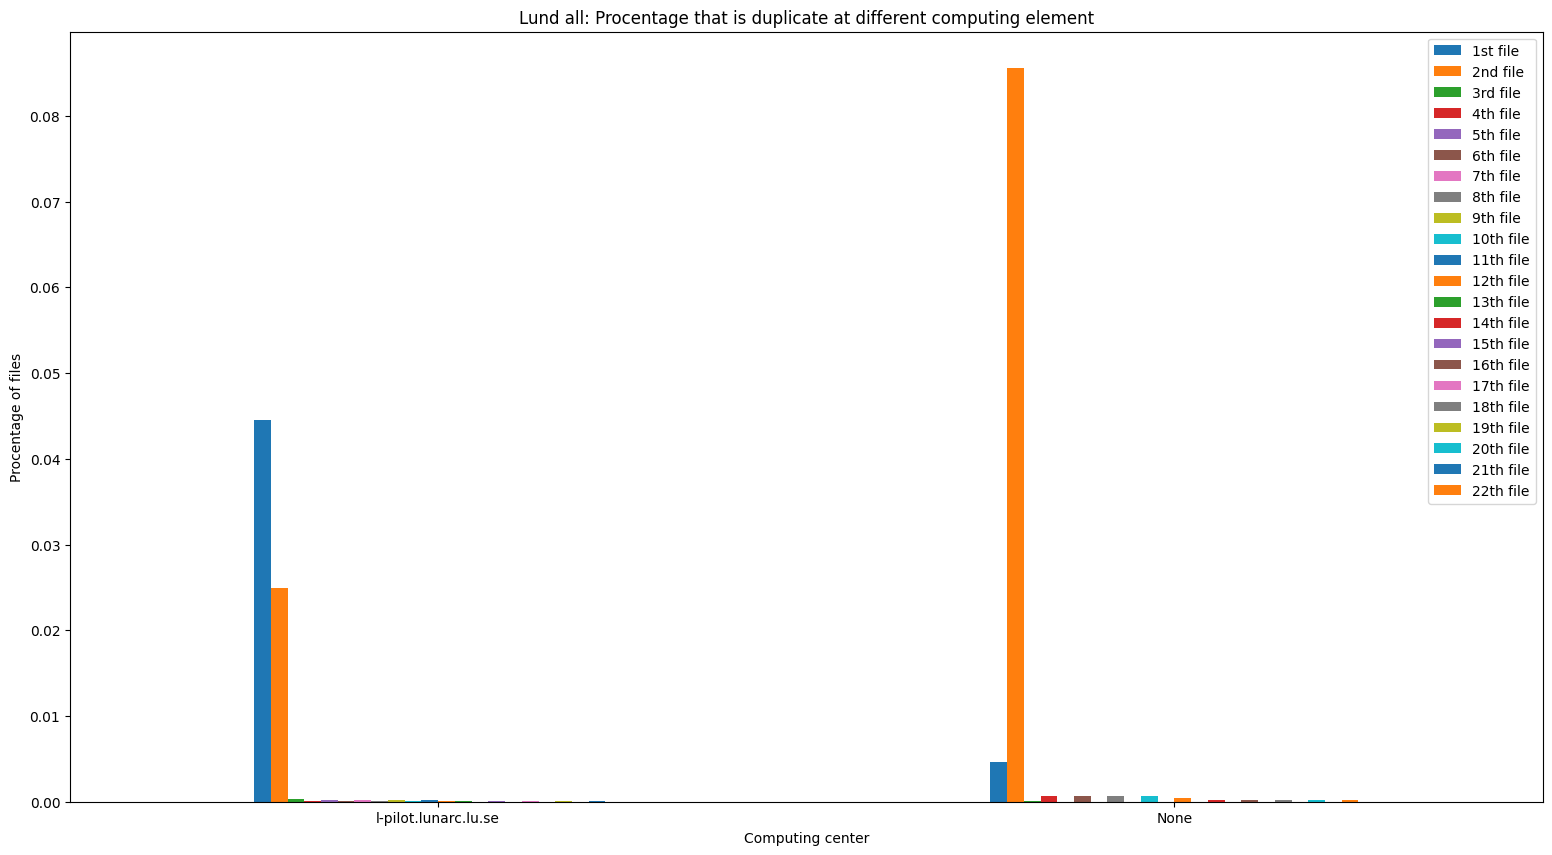 Lund all: Procentage that is duplicate at different computing element
Procentage of files
0.08
0.07
0.06
0.05
0.04
0.03
0.02
0.01
0.00
l-pilot.lunarc.lu.se
None
Computing center
1st file
2nd file
3rd file
4th file
5th file
6th file
7th file
8th file
9th file
10th file
11th file
12th file
13th file
14th file
15th file
16th file
17th file
18th file
19th file
20th file
21th file
22th file